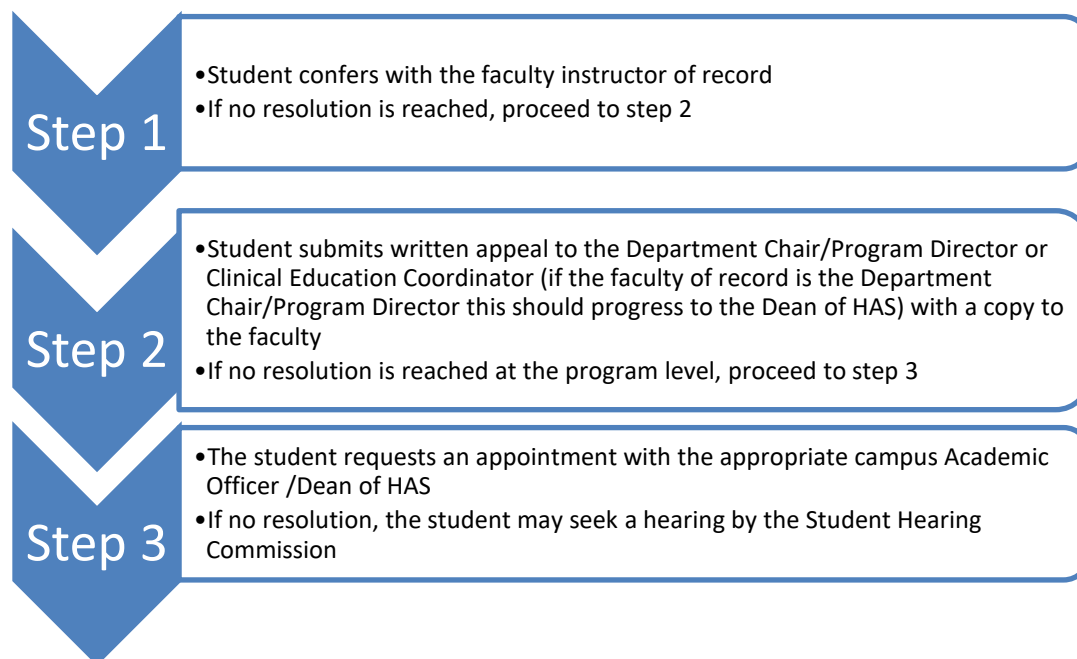 Step 1
•Student confers with the faculty instructor of record
•If no resolution is reached, proceed to step 2
Step 2
•Student submits written appeal to the Department Chair/Program Director or
Clinical Education Coordinator (if the faculty of record is the Department
Chair/Program Director this should progress to the Dean of HAS) with a copy to
the faculty
•If no resolution is reached at the program level, proceed to step 3
Step 3
•The student requests an appointment with the appropriate campus Academic
Officer /Dean of HAS
•If no resolution, the student may seek a hearing by the Student Hearing
Commission